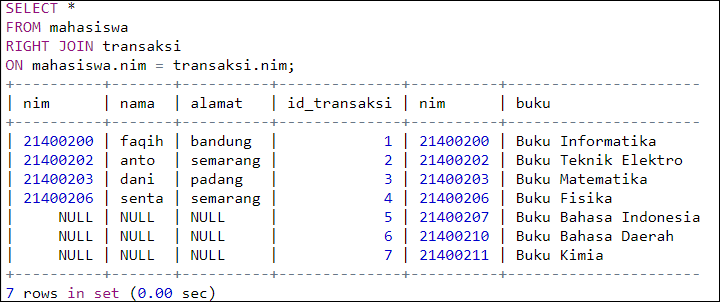 SELECT *
FROM mahasiswa
RIGHT JOIN transaksi
ON mahasiswa.nim = transaksi.nim;
+----------+-------+----------+--------------+----------+----------------------
| nim      | nama  | alamat   | id_transaksi | nim      | buku
+----------+-------+----------+--------------+----------+----------------------
| 21400200 | faqih | bandung  |            1 | 21400200 | Buku Informatika
| 21400202 | anto  | semarang |            2 | 21400202 | Buku Teknik Elektro
| 21400203 | dani  | padang   |            3 | 21400203 | Buku Matematika
| 21400206 | senta | semarang |            4 | 21400206 | Buku Fisika
|     NULL | NULL  | NULL     |            5 | 21400207 | Buku Bahasa Indonesia
|     NULL | NULL  | NULL     |            6 | 21400210 | Buku Bahasa Daerah
|     NULL | NULL  | NULL     |            7 | 21400211 | Buku Kimia
+----------+-------+----------+--------------+----------+----------------------
7 rows in set (0.00 sec)